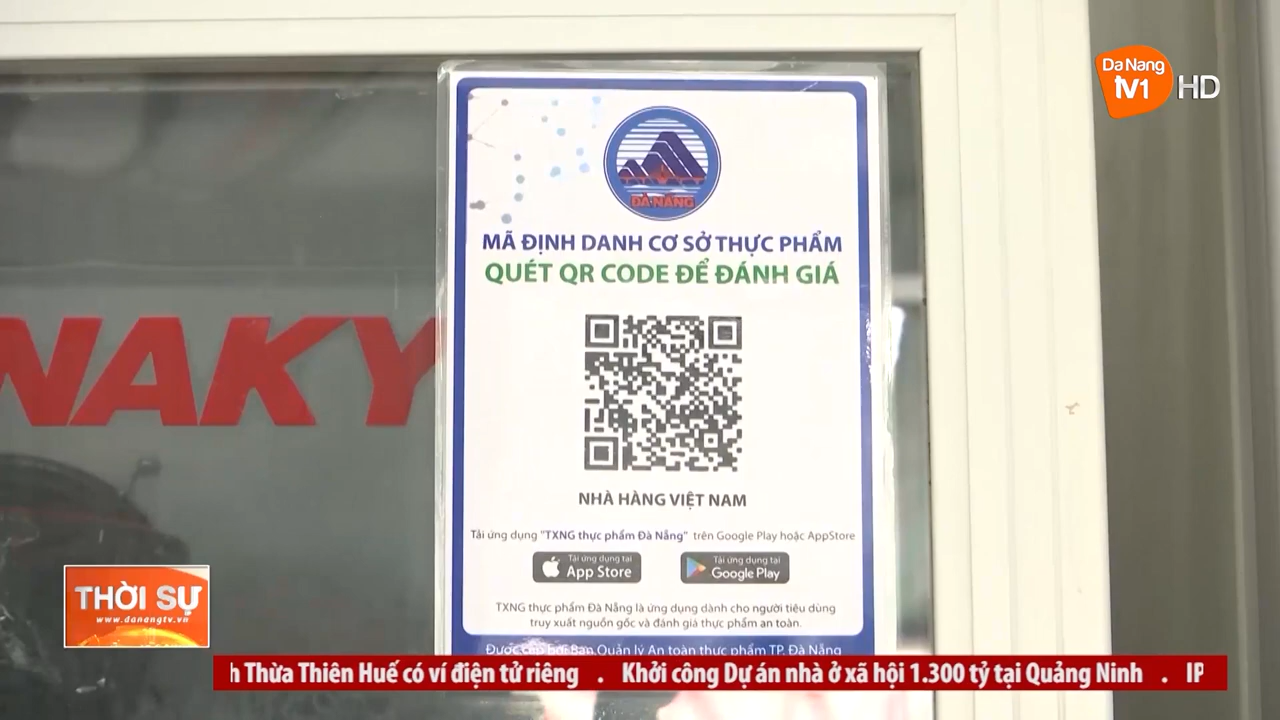 Da Nang
tv1 HD
ĐÀ NẴNG
MÃ ĐỊNH DANH CƠ SỞ THỰC PHẨM
QUÉT QR CODE ĐỂ ĐÁNH GIÁ
NAKY
NHÀ HÀNG VIỆT NAM
Tải ứng dụng "TXNG thực phẩm Đà Nẵng" trên Google Play hoặc AppStore
Tải ứng dụng tại
App Store
Tải ứng dụng tại
Google Play
TXNG thực phẩm Đà Nẵng là ứng dụng dành cho người tiêu dùng
truy xuất nguồn gốc và đánh giá thực phẩm an toàn.
Được bởi Ban Quản lý An toàn thực phẩm TP. Đà Nẵng
THỜI SỰ
www.danangtv.vn
h Thừa Thiên Huế có ví điện tử riêng . Khởi công Dự án nhà ở xã hội 1.300 tỷ tại Quảng Ninh . IP